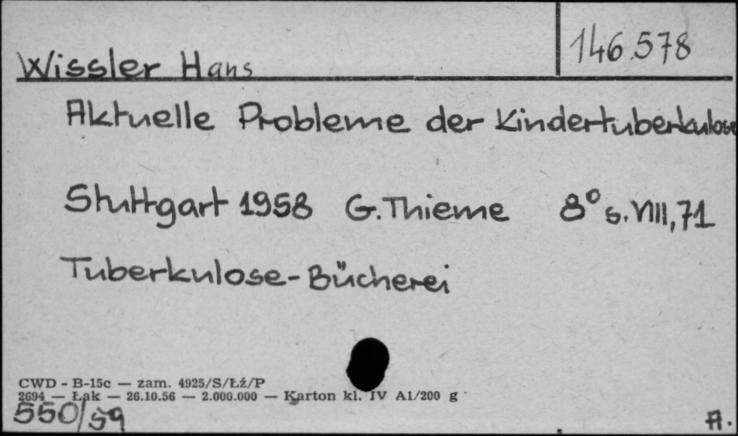 146.578
Wissler Hans
Aktuelle Probleme der Kindertuberkulose
Stuttgart 1958 G. Thieme 8° s. VIII, 71
Tuberkulose-Bücherei
CWD - B-15c — zam. 4925/S/Łż/P
2694 — Łak — 26.10.56 — 2.000.000 — Karton kl. IV A1/200 g
550/59
A.